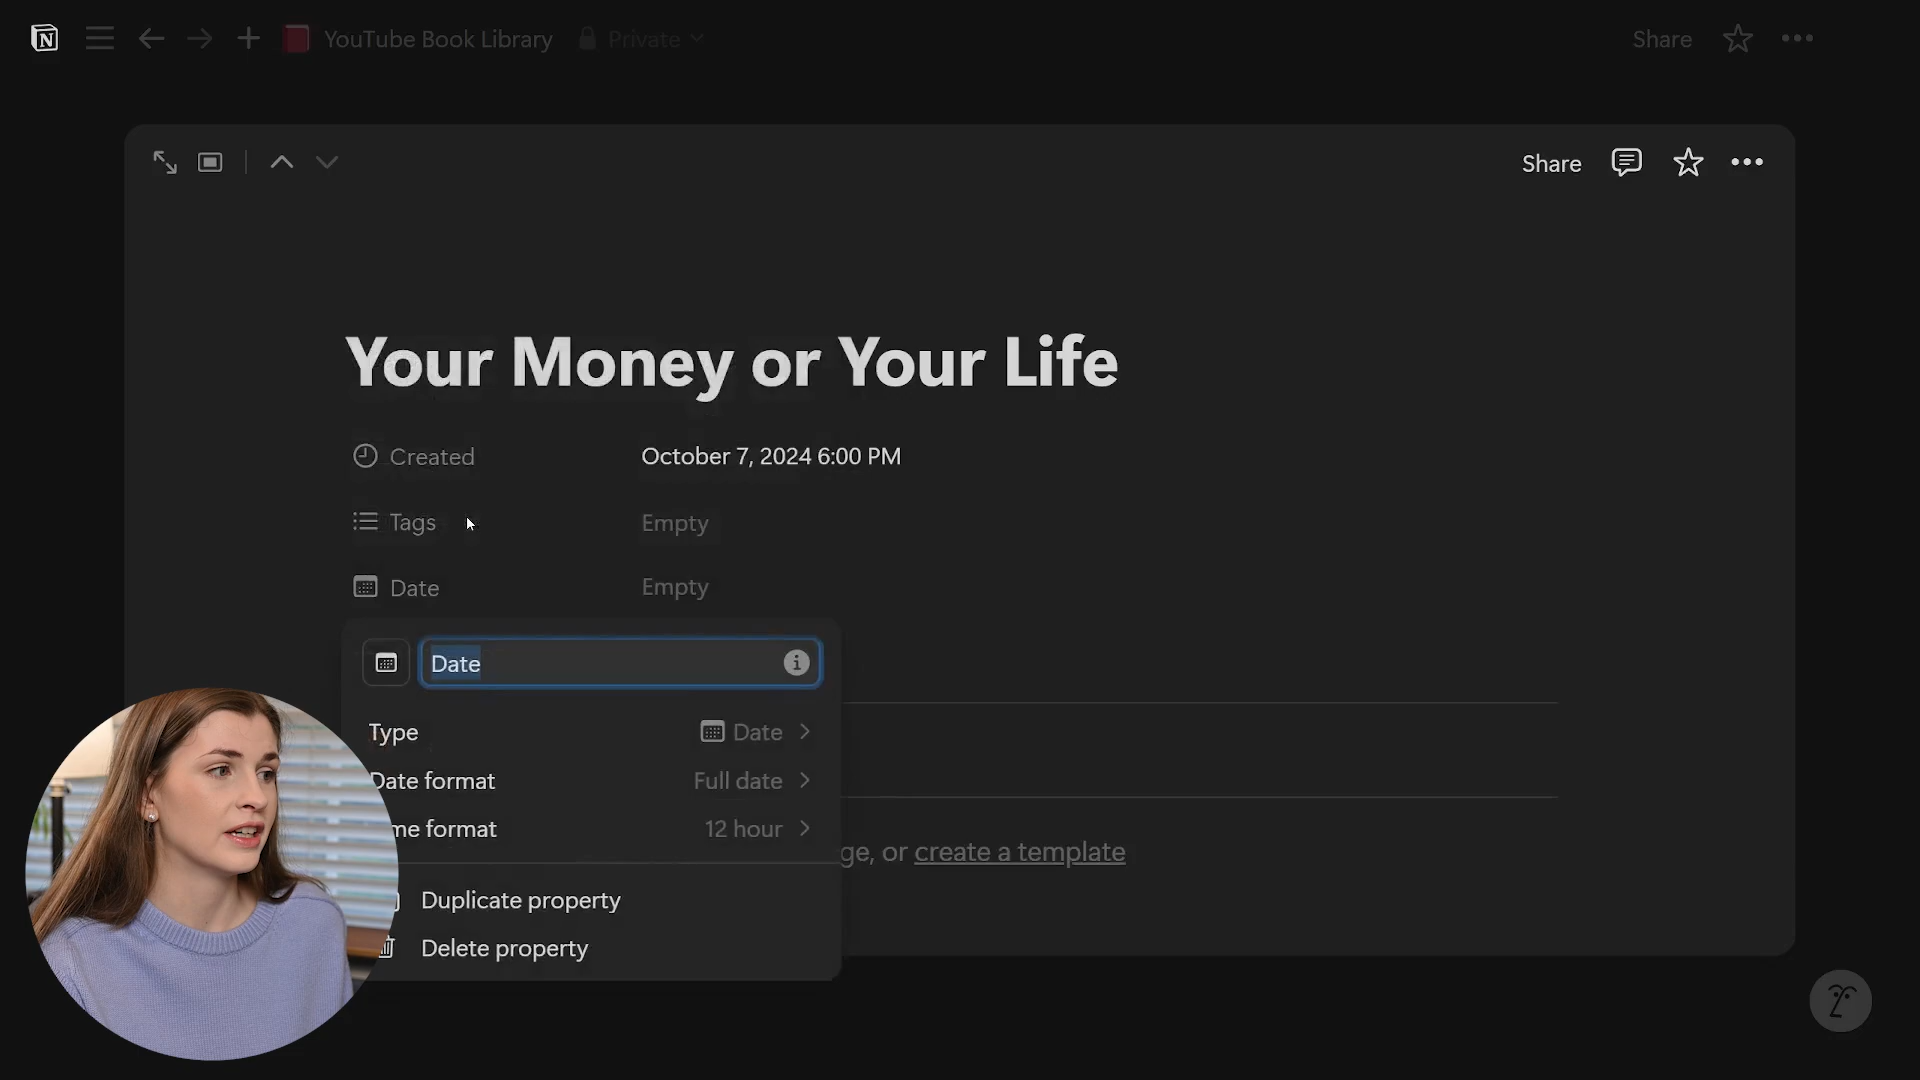 YouTube Book Library Private Share
Share
Your Money or Your Life
Created October 7, 2024 6:00 PM
Tags Empty
Date Empty
Date
Type Date
Date format Full date
me format 12 hour
ge, or create a template
Duplicate property
Delete property